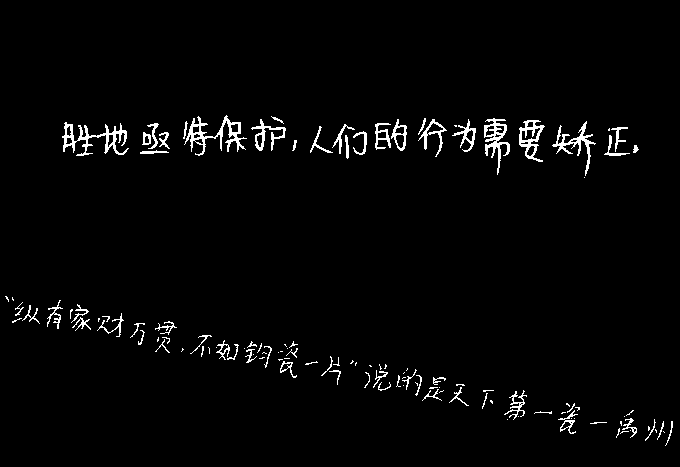 胜地亟待保护,人们的行为需要矫正.
"纵有家财万贯,不如钧瓷一片"说的是天下第一瓷一禹州